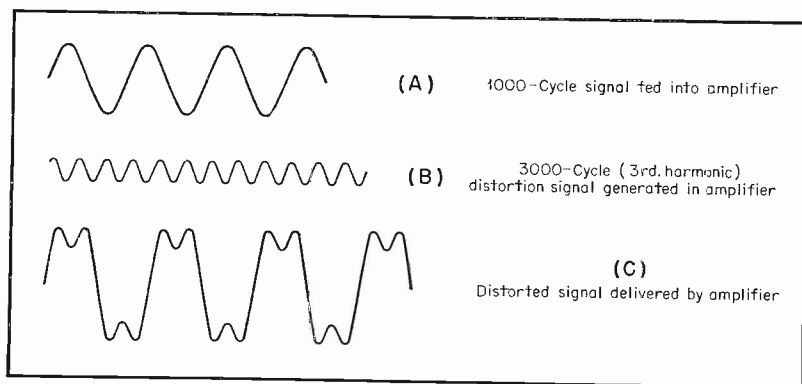 (A) 1000-Cycle signal fed into amplifier
(B) 3000-Cycle (3rd. harmonic)
distortion signal generated in amplifier
(C)
Distorted signal delivered by amplifier